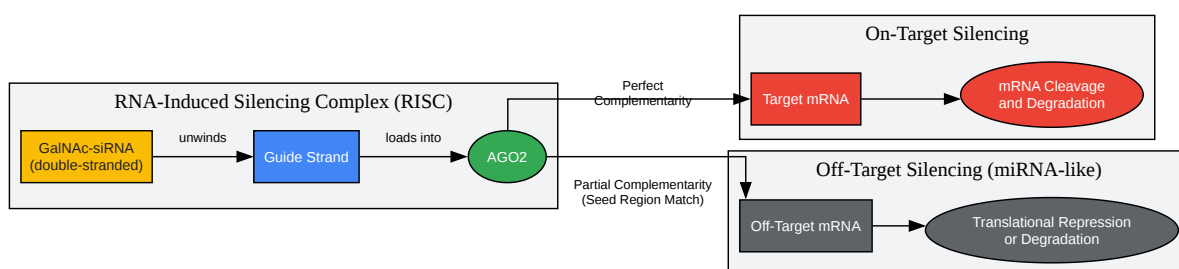 RNA-Induced Silencing Complex (RISC)
GalNAc-siRNA
(double-stranded)
unwinds
Guide Strand
loads into
AGO2
Perfect
Complementarity
Partial Complementarity
(Seed Region Match)
On-Target Silencing
Target mRNA
mRNA Cleavage
and Degradation
Off-Target Silencing (miRNA-like)
Off-Target mRNA
Translational Repression
or Degradation